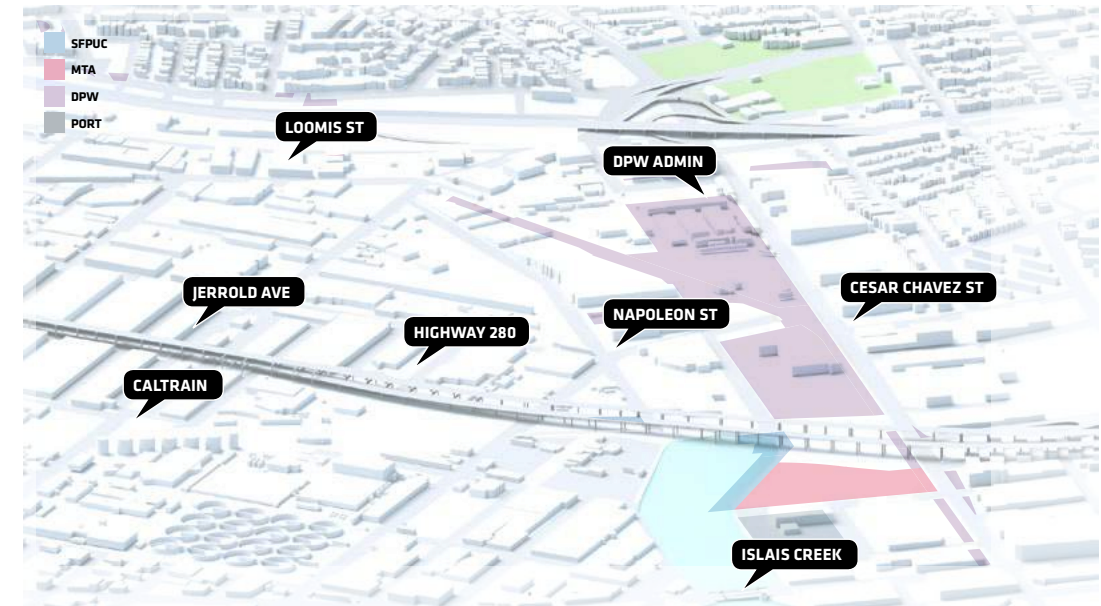 SFPUC
MTA
DPW
PORT
LOOMIS ST
DPW ADMIN
JERROLD AVE
CESAR CHAVEZ ST
NAPOLEON ST
HIGHWAY 280
CALTRAIN
ISLAIS CREEK